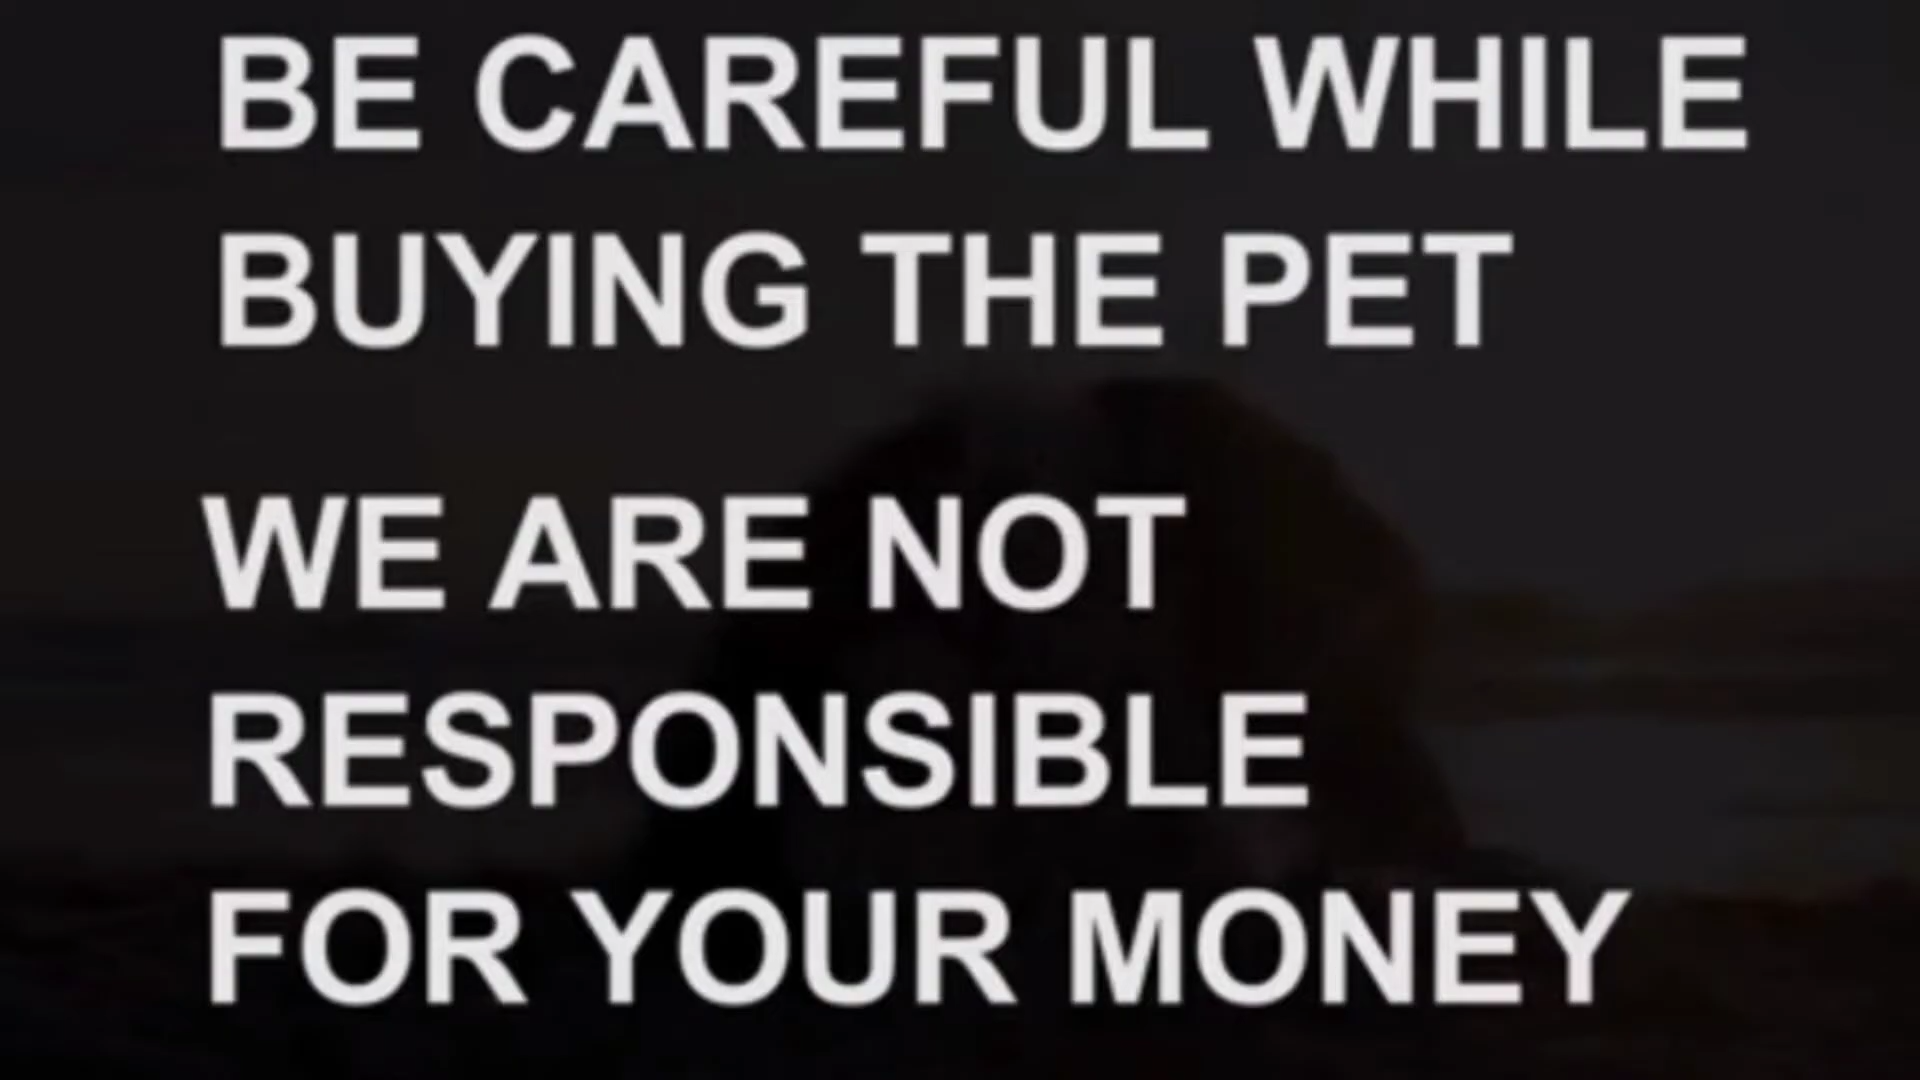 BE CAREFUL WHILE
BUYING THE PET
WE ARE NOT
RESPONSIBLE
FOR YOUR MONEY